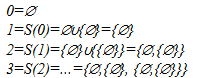 0=∅
1=S(0)=∅∪{∅}={∅}
2=S(1)={∅}∪{{∅}}={∅,{∅}}
3=S(2)=...={∅,{∅}, {∅,{∅}}}